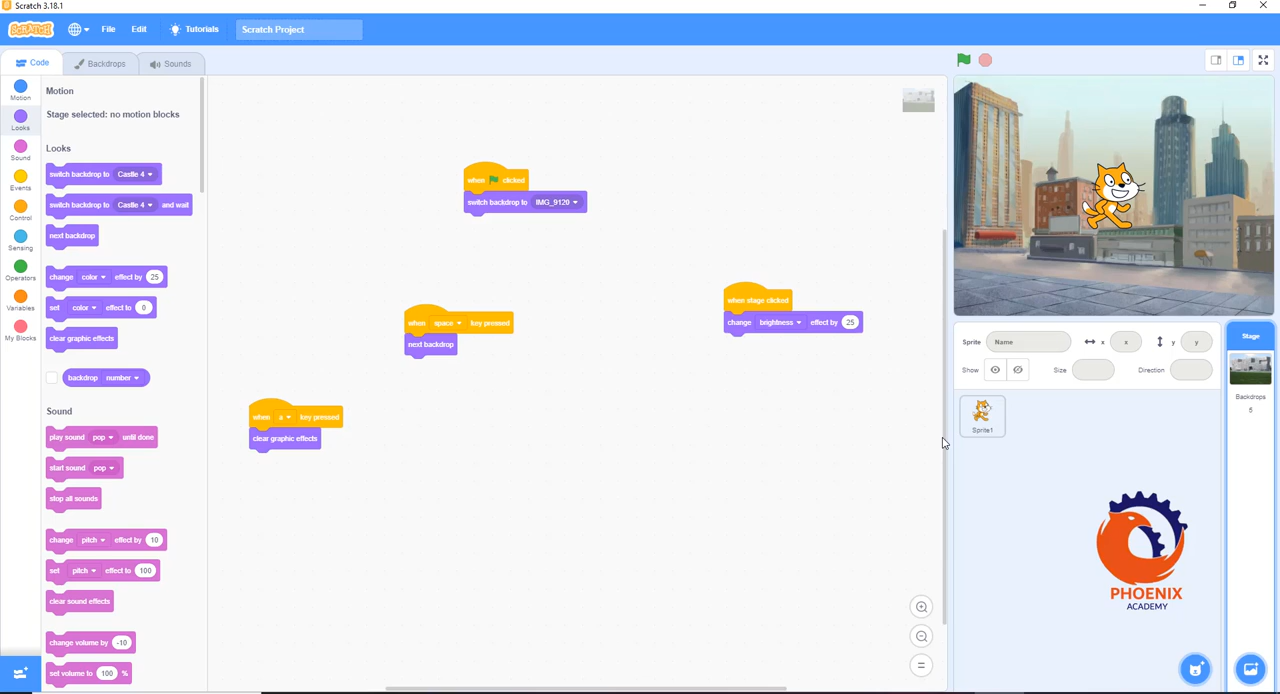 Scratch 3.18.1
SCRATCH
File
Edit
Tutorials
Scratch Project
Code
Backdrops
Sounds
Motion
Looks
Sound
Events
Control
Sensing
Operators
Variables
My Blocks
Motion
Stage selected: no motion blocks
Looks
switch backdrop to Castle 4
switch backdrop to Castle 4 and wait
next backdrop
change color effect by 25
set color effect to 0
clear graphic effects
backdrop number
Sound
play sound pop until done
start sound pop
stop all sounds
change pitch effect by 10
set pitch effect to 100
clear sound effects
change volume by -10
set volume to 100 %
when clicked
switch backdrop to IMG_9120
when space key pressed
next backdrop
when stage clicked
change brightness effect by 25
when a key pressed
clear graphic effects
Sprite Name x x y y
Show Size Direction
Sprite1
Stage
Backdrops
5
PHOENIX
ACADEMY